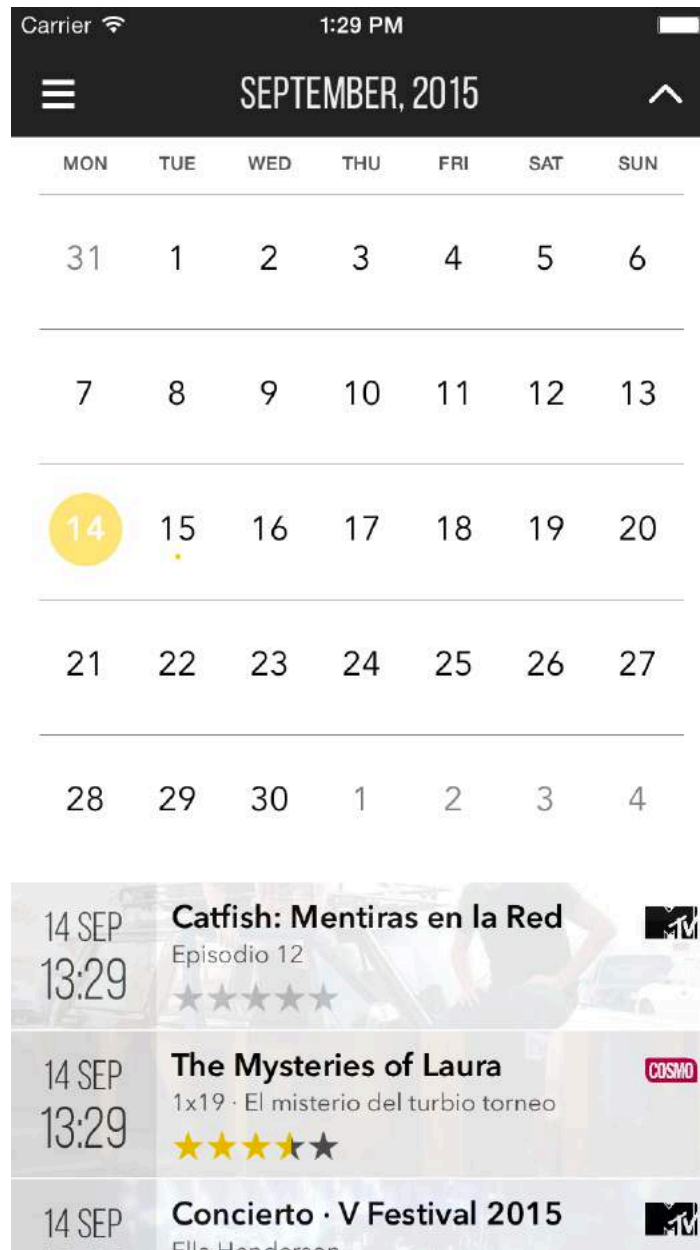 Carrier 1:29 PM
SEPTEMBER, 2015
MON TUE WED THU FRI SAT SUN
31 1 2 3 4 5 6
7 8 9 10 11 12 13
14 15 16 17 18 19 20
21 22 23 24 25 26 27
28 29 30 1 2 3 4
14 SEP
13:29
Catfish: Mentiras en la Red
Episodio 12
MTV
14 SEP
13:29
The Mysteries of Laura
1x19 · El misterio del turbio torneo
COSMO
14 SEP
Concierto · V Festival 2015
Ella Henderson
MTV